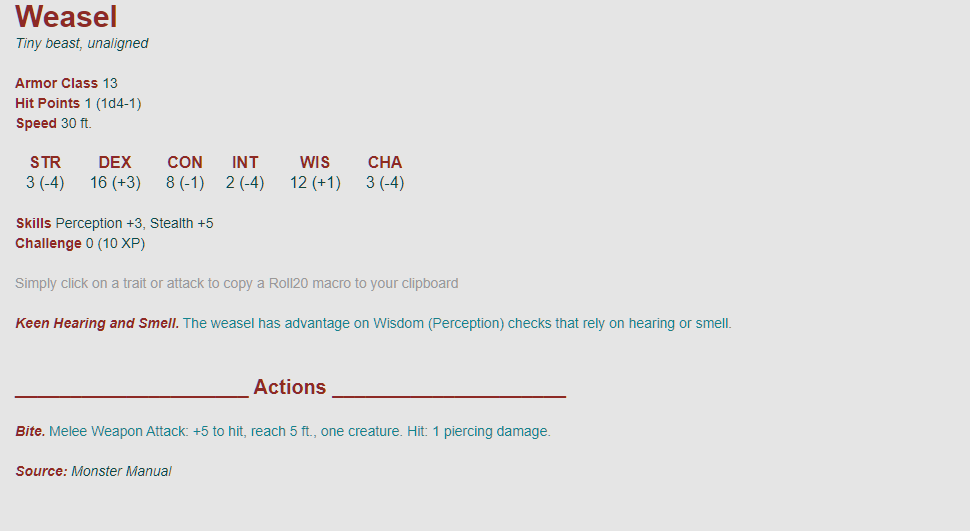 Weasel
Tiny beast, unaligned
Armor Class 13
Hit Points 1 (1d4-1)
Speed 30 ft.
STR DEX CON INT WIS CHA
3 (-4) 16 (+3) 8 (-1) 2 (-4) 12 (+1) 3 (-4)
Skills Perception +3, Stealth +5
Challenge 0 (10 XP)
Simply click on a trait or attack to copy a Roll20 macro to your clipboard
Keen Hearing and Smell. The weasel has advantage on Wisdom (Perception) checks that rely on hearing or smell.
_____________________ Actions _____________________
Bite. Melee Weapon Attack: +5 to hit, reach 5 ft., one creature. Hit: 1 piercing damage.
Source: Monster Manual